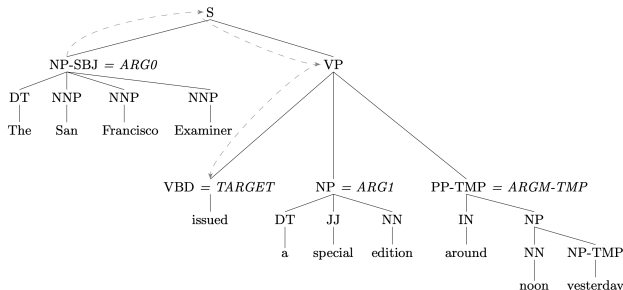 S
NP-SBJ = ARG0 VP
DT NNP NNP NNP
The San Francisco Examiner
VBD = TARGET NP = ARG1 PP-TMP = ARGM-TMP
issued DT JJ NN IN NP
a special edition around NN NP-TMP
noon yesterday